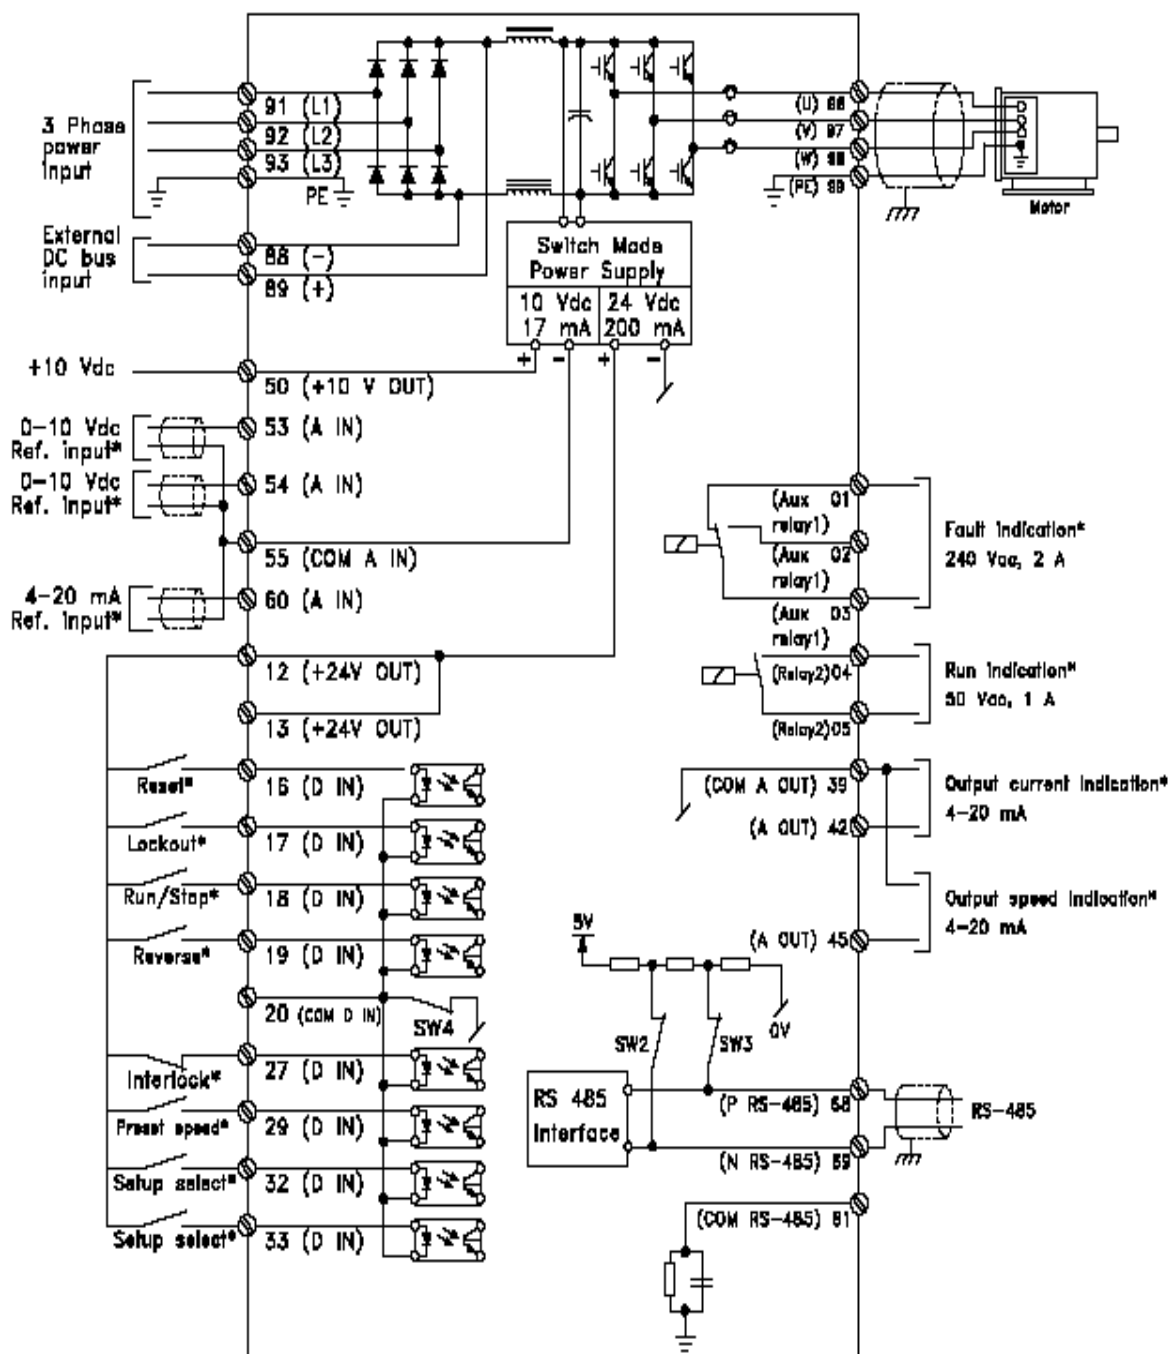 3 Phase
power
input
91 (L1)
92 (L2)
93 (L3)
PE
External
DC bus
input
88 (-)
89 (+)
Switch Mode
Power Supply
10 Vdc
17 mA
24 Vdc
200 mA
+ - + -
(U) 96
(V) 97
(W) 98
(PE) 99
Motor
+10 Vdc
50 (+10 V OUT)
0-10 Vdc
Ref. input*
53 (A IN)
0-10 Vdc
Ref. input*
54 (A IN)
55 (COM A IN)
4-20 mA
Ref. input*
60 (A IN)
12 (+24V OUT)
13 (+24V OUT)
Reset*
16 (D IN)
Lockout*
17 (D IN)
Run/Stop*
18 (D IN)
Reverse*
19 (D IN)
20 (COM D IN)
SW4
Interlock*
27 (D IN)
Preset speed*
29 (D IN)
Setup select*
32 (D IN)
Setup select*
33 (D IN)
(Aux 01
relay1)
(Aux 02
relay1)
(Aux 03
relay1)
Fault indication*
240 Vac, 2 A
(Relay2)04
(Relay2)05
Run indication*
50 Vac, 1 A
(COM A OUT) 39
(A OUT) 42
Output current indication*
4-20 mA
Output speed indication*
4-20 mA
(A OUT) 45
5V
0V
SW2
SW3
RS 485
Interface
(P RS-485) 68
(N RS-485) 69
RS-485
(COM RS-485) 61